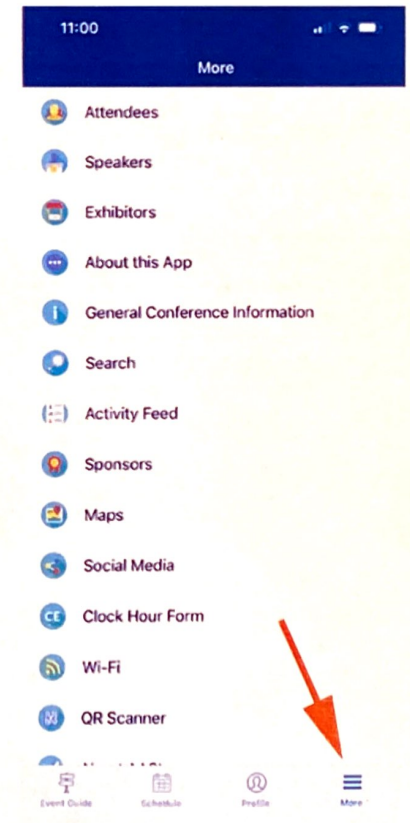 11:00
More
Attendees
Speakers
Exhibitors
About this App
General Conference Information
Search
Activity Feed
Sponsors
Maps
Social Media
CE
Clock Hour Form
Wi-Fi
QR Scanner
Event Guide
Schedule
Profile
More